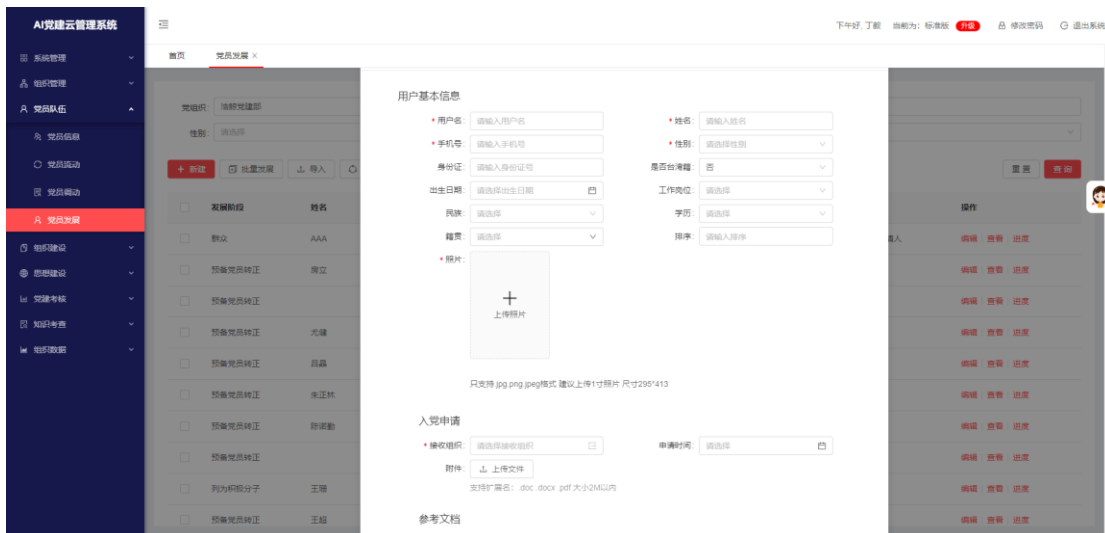 AI党建云管理系统
下午好, 丁毅 当前为: 标准版 升级 修改密码 退出系统
系统管理
组织管理
党员队伍
党员信息
党员流动
党员调动
党员发展
组织建设
思想建设
党建考核
知识考查
组织数据
首页 党员发展 ×
党组织:
性别: 请选择
+ 新建 批量发展 导入
重置 查询
发展阶段 姓名 操作
群众 AAA 请人 编辑 查看 进度
预备党员转正 庞立 编辑 查看 进度
预备党员转正 编辑 查看 进度
预备党员转正 尤健 编辑 查看 进度
预备党员转正 吕晶 编辑 查看 进度
预备党员转正 朱正林 编辑 查看 进度
预备党员转正 陈诺勤 编辑 查看 进度
预备党员转正 编辑 查看 进度
列为积极分子 王珊 编辑 查看 进度
预备党员转正 王超 编辑 查看 进度
用户基本信息
* 用户名: 请输入用户名 * 姓名: 请输入姓名
* 手机号: 请输入手机号 * 性别: 请选择性别
身份证: 请输入身份证号 是否台湾籍: 否
出生日期: 请选择出生日期 工作岗位: 请选择
民族: 请选择 学历: 请选择
籍贯: 请选择 排序: 请输入排序
* 照片:
上传照片
只支持.jpg.png.jpeg格式 建议上传1寸照片 尺寸295*413
入党申请
* 接收组织: 请选择接收组织 申请时间: 请选择
附件: 上传文件
支持扩展名: .doc .docx .pdf 大小2M以内
参考文档